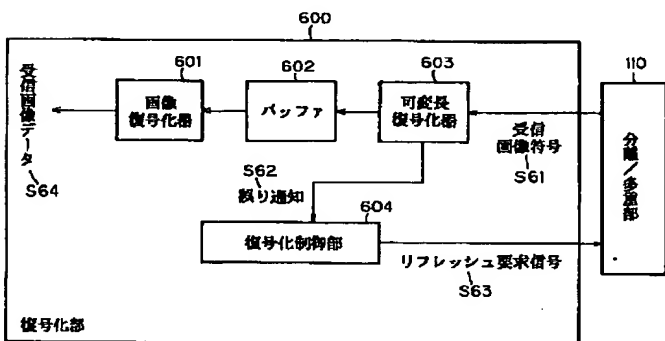 600
601
602
603
110
受信画像データ
S64
画像
復号化器
バッファ
可変長
復号化器
受信
画像符号
S61
分離/多重部
S62
誤り通知
604
復号化制御部
リフレッシュ要求信号
S63
復号化部